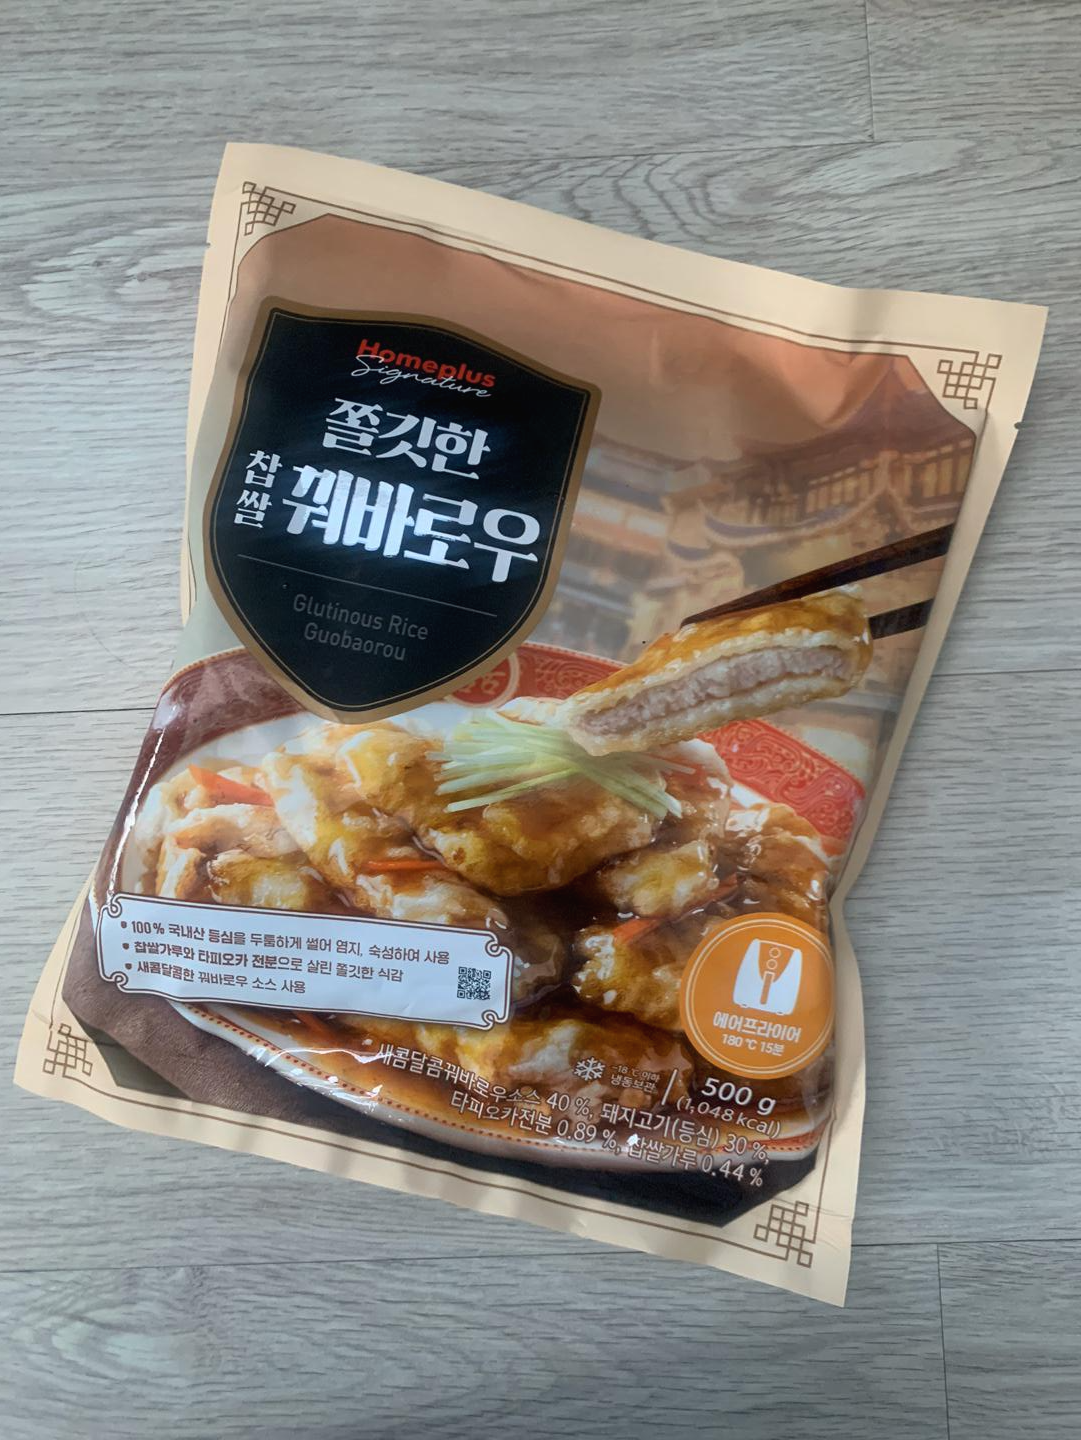 Homeplus
Signature
쫄깃한
찹쌀
꿔바로우
Glutinous Rice
Guobaorou
100% 국내산 등심을 두툼하게 썰어 염지, 숙성하여 사용
찹쌀가루와 타피오카 전분으로 살린 쫄깃한 식감
새콤달콤한 꿔바로우 소스 사용
에어프라이어
180 ℃ 15분
-18 ℃ 이하
냉동보관
500 g
(1,048 kcal)
새콤달콤꿔바로우소스 40 %, 돼지고기(등심) 30 %,
타피오카전분 0.89 %, 찹쌀가루 0.44 %